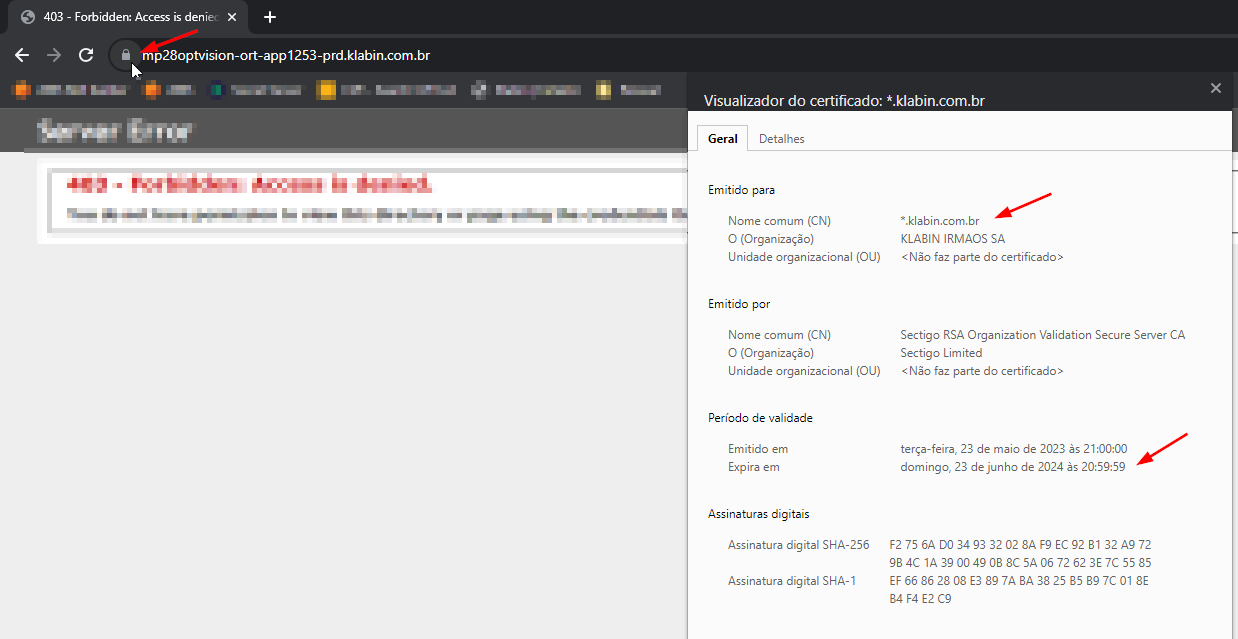 403 - Forbidden: Access is denied
mp28optvision-ort-app1253-prd.klabin.com.br
Server Error
403 - Forbidden: Access is denied.
Visualizador do certificado: *.klabin.com.br
Geral Detalhes
Emitido para
Nome comum (CN) *.klabin.com.br
O (Organização) KLABIN IRMAOS SA
Unidade organizacional (OU) <Não faz parte do certificado>
Emitido por
Nome comum (CN) Sectigo RSA Organization Validation Secure Server CA
O (Organização) Sectigo Limited
Unidade organizacional (OU) <Não faz parte do certificado>
Período de validade
Emitido em terça-feira, 23 de maio de 2023 às 21:00:00
Expira em domingo, 23 de junho de 2024 às 20:59:59
Assinaturas digitais
Assinatura digital SHA-256 F2 75 6A D0 34 93 32 02 8A F9 EC 92 B1 32 A9 72
9B 4C 1A 39 00 49 0B 8C 5A 06 72 62 3E 7C 55 85
Assinatura digital SHA-1 EF 66 86 28 08 E3 89 7A BA 38 25 B5 B9 7C 01 8E
B4 F4 E2 C9